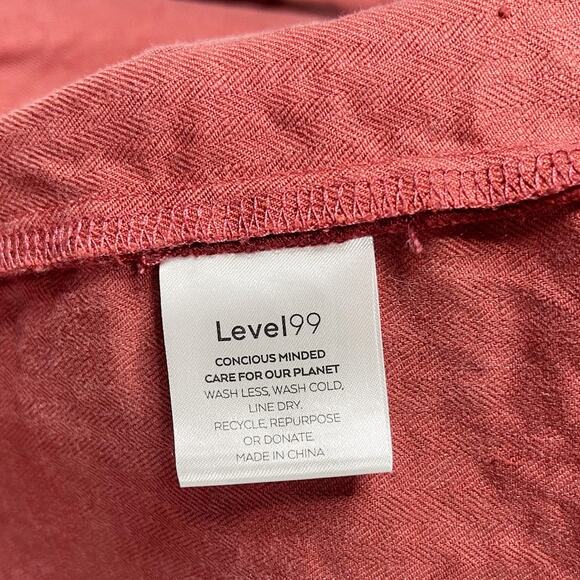 Level99
CONCIOUS MINDED
CARE FOR OUR PLANET
WASH LESS, WASH COLD,
LINE DRY.
RECYCLE, REPURPOSE
OR DONATE.
MADE IN CHINA